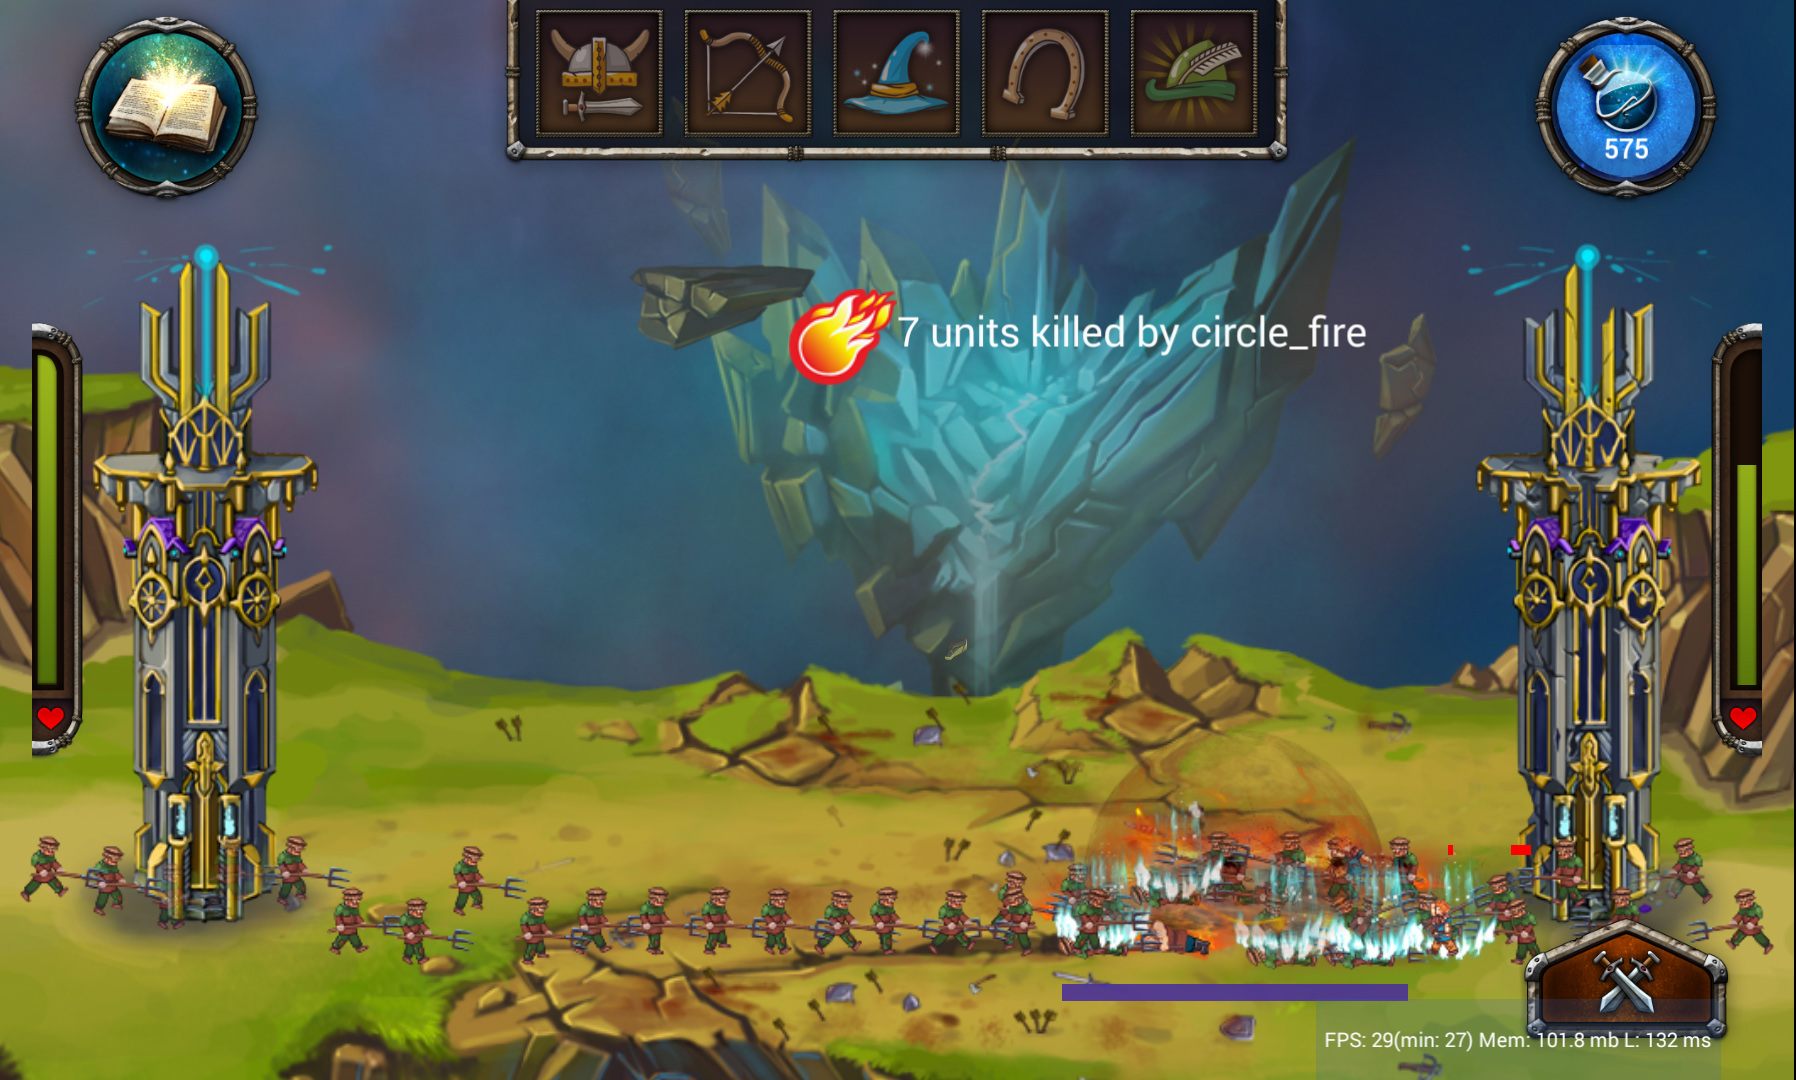 575
7 units killed by circle_fire
FPS: 29(min: 27) Mem: 101.8 mb L: 132 ms